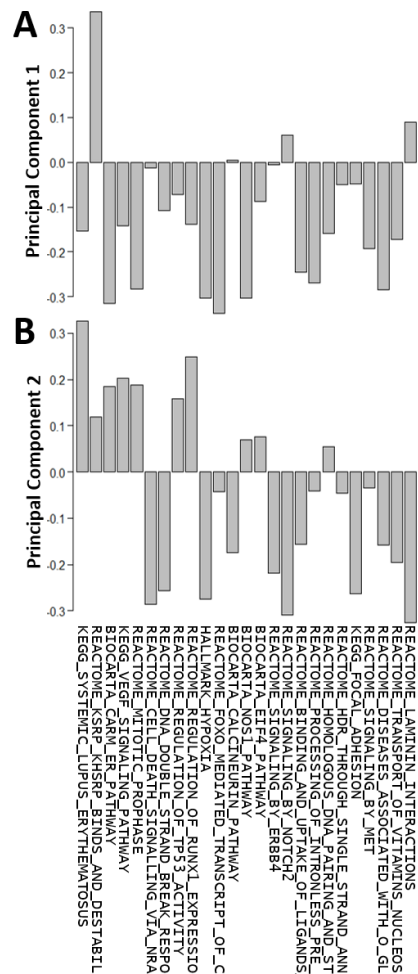 A
Principal Component 1
0.3
0.2
0.1
0.0
-0.1
-0.2
-0.3
B
Principal Component 2
0.3
0.2
0.1
0.0
-0.1
-0.2
-0.3
KEGG_SYSTEMIC_LUPUS_ERYTHEMATOSUS
REACTOME_KSRP_KHSRP_BINDS_AND_DESTABIL
BIOCARTA_CARM_ER_PATHWAY
KEGG_VEGF_SIGNALING_PATHWAY
REACTOME_MITOTIC_PROPHASE
REACTOME_CELL_DEATH_SIGNALLING_VIA_NRA
REACTOME_DNA_DOUBLE_STRAND_BREAK_RESPO
REACTOME_REGULATION_OF_TP53_ACTIVITY
REACTOME_REGULATION_OF_RUNX1_EXPRESSIO
HALLMARK_HYPOXIA
REACTOME_FOXO_MEDIATED_TRANSCRIPT_OF_C
BIOCARTA_CALCINEURIN_PATHWAY
BIOCARTA_NOS1_PATHWAY
BIOCARTA_EIF4_PATHWAY
REACTOME_SIGNALING_BY_ERBB4
REACTOME_SIGNALING_BY_NOTCH2
REACTOME_BINDING_AND_UPTAKE_OF_LIGANDS
REACTOME_PROCESSING_OF_INTRONLESS_PRE
REACTOME_HOMOLOGOUS_DNA_PAIRING_AND_ST
REACTOME_HDR_THROUGH_SINGLE_STRAND_ANN
KEGG_FOCAL_ADHESION
REACTOME_SIGNALING_BY_MET
REACTOME_DISEASES_ASSOCIATED_WITH_O_GL
REACTOME_TRANSPORT_OF_VITAMINS_NUCLEOS
REACTOME_LAMININ_INTERACTIONS